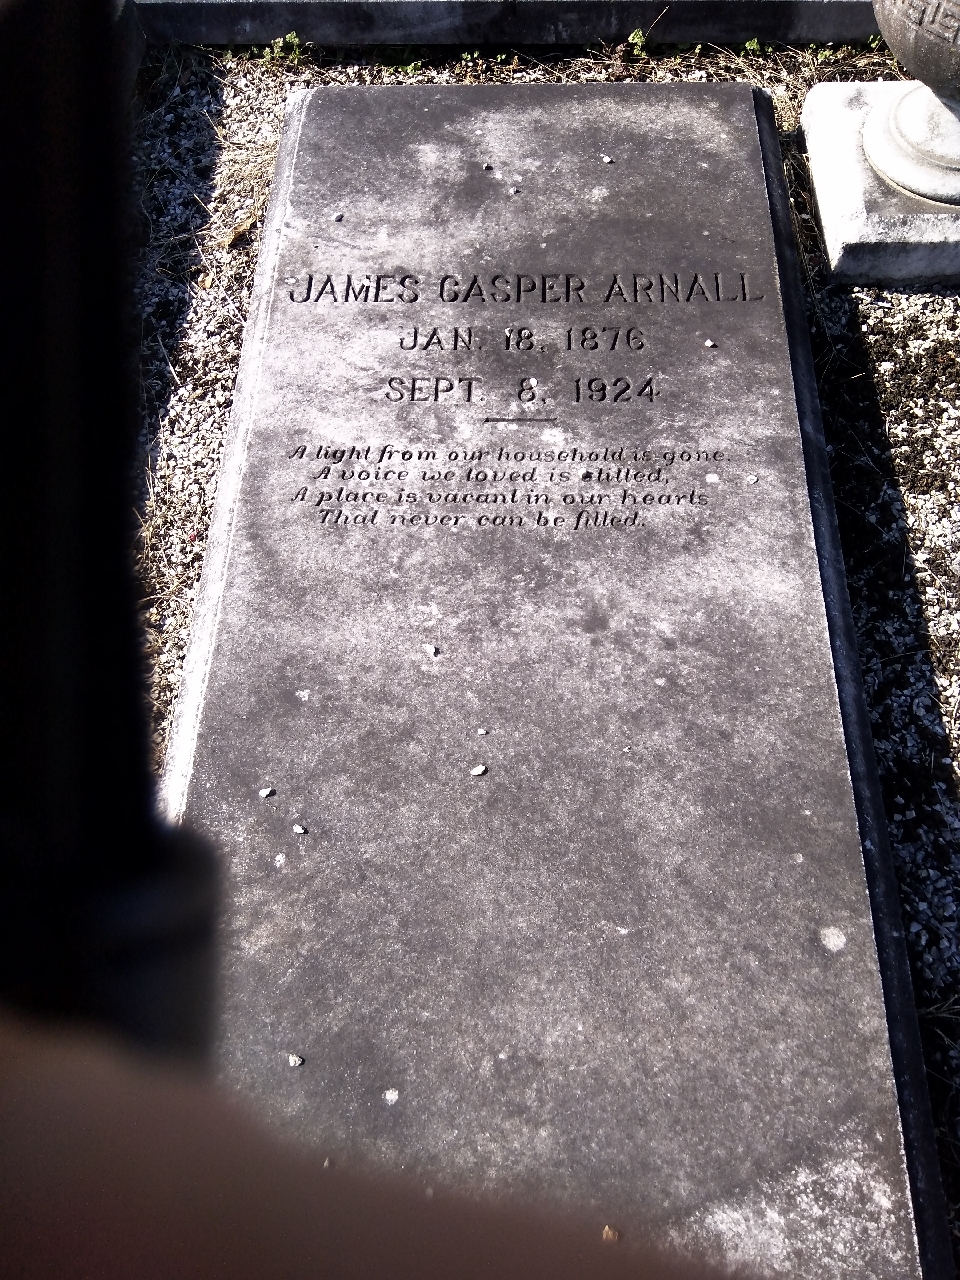 JAMES GASPER ARNALL
JAN. 18, 1876
SEPT. 8, 1924
A light from our household is gone.
A voice we loved is stilled,
A place is vacant in our hearts
That never can be filled.